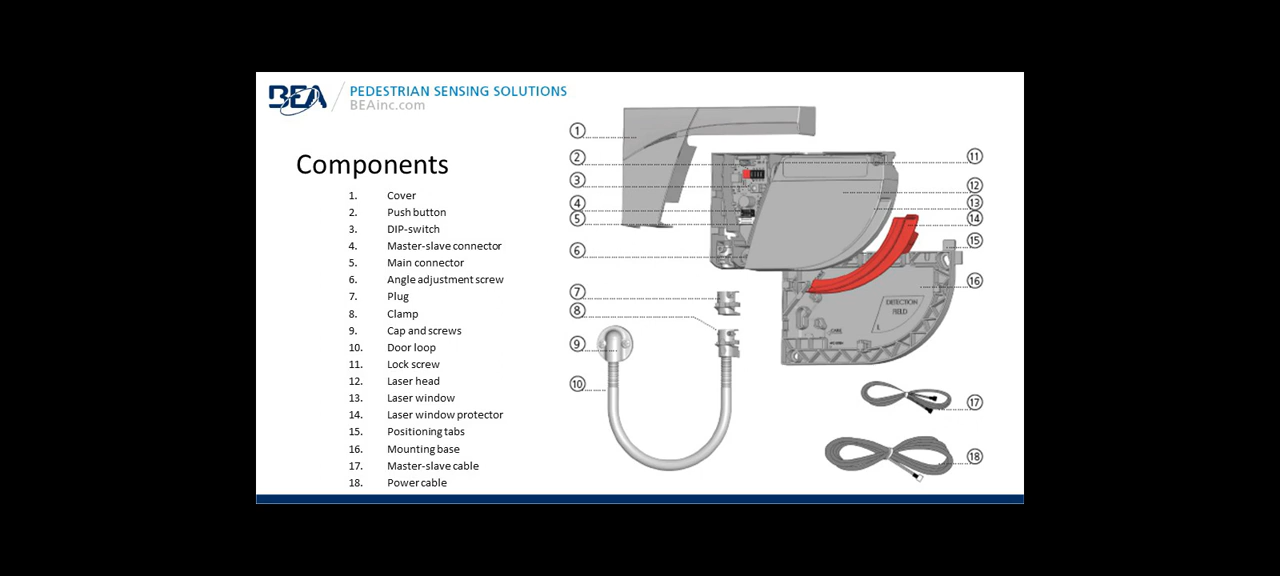 BEA PEDESTRIAN SENSING SOLUTIONS
BEAinc.com
Components
1. Cover
2. Push button
3. DIP-switch
4. Master-slave connector
5. Main connector
6. Angle adjustment screw
7. Plug
8. Clamp
9. Cap and screws
10. Door loop
11. Lock screw
12. Laser head
13. Laser window
14. Laser window protector
15. Positioning tabs
16. Mounting base
17. Master-slave cable
18. Power cable
1
2
3
4
5
6
7
8
9
10
11
12
13
14
15
16
17
18
DETECTION
FIELD